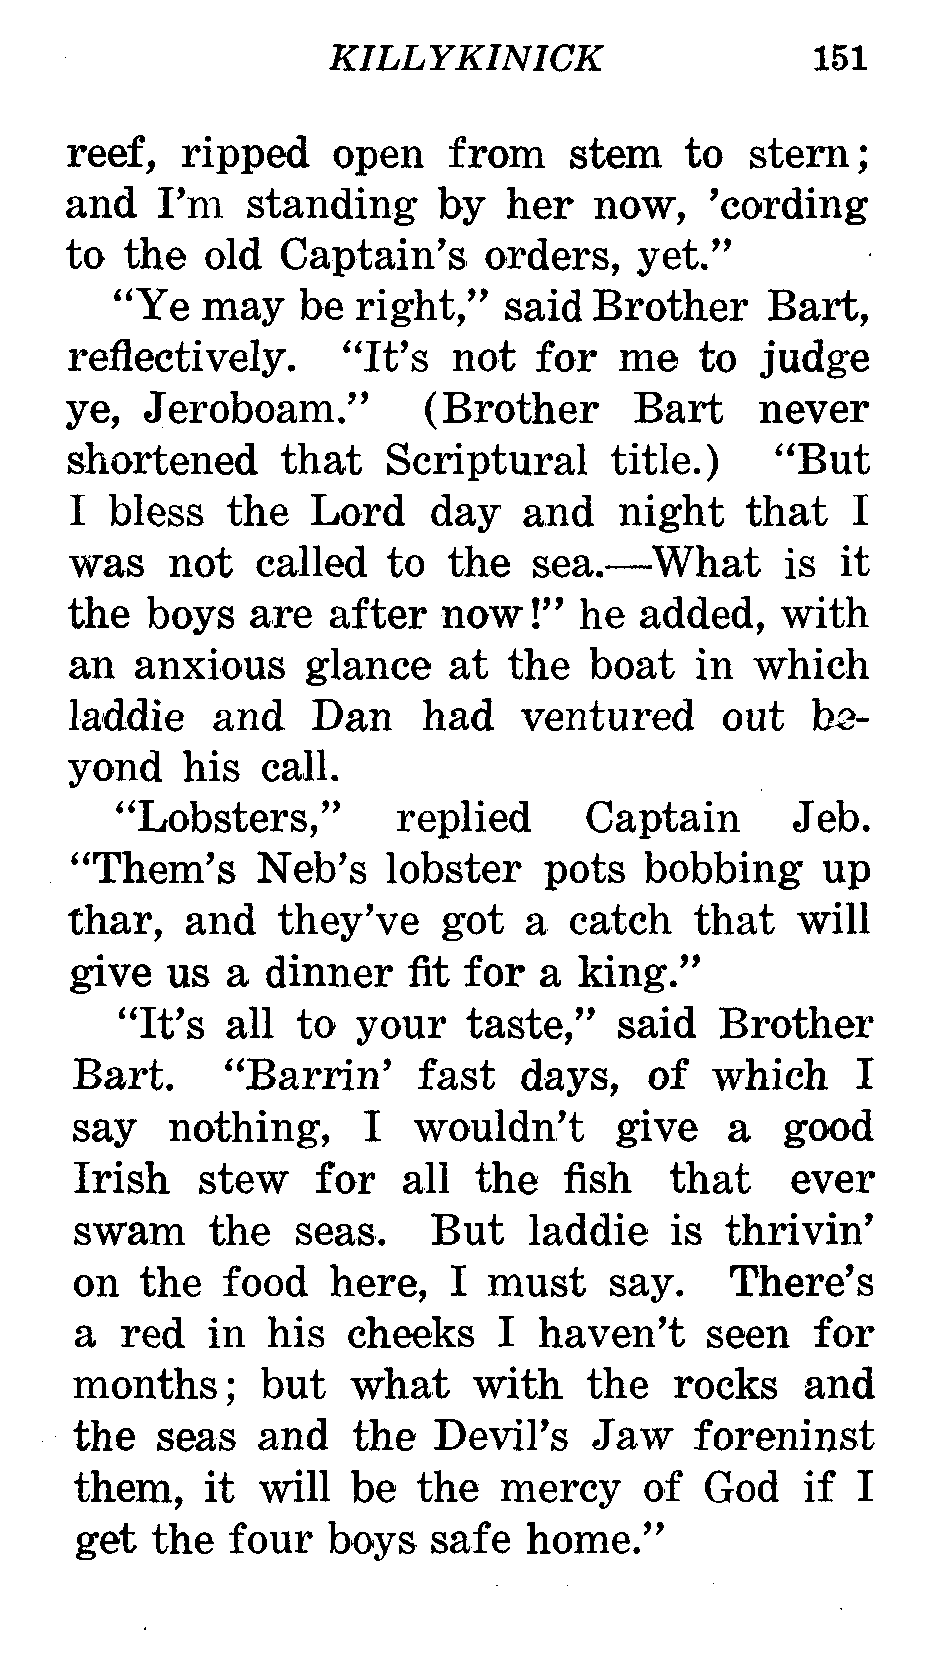 KILLYKINICK 151
reef, ripped open from stem to stern;
and I'm standing by her now, 'cording
to the old Captain's orders, yet."
"Ye may be right," said Brother Bart,
reflectively. "It's not for me to judge
ye, Jeroboam." (Brother Bart never
shortened that Scriptural title.) "But
I bless the Lord day and night that I
was not called to the sea.—What is it
the boys are after now!" he added, with
an anxious glance at the boat in which
laddie and Dan had ventured out be-
yond his call.
"Lobsters," replied Captain Jeb.
"Them's Neb's lobster pots bobbing up
thar, and they've got a catch that will
give us a dinner fit for a king."
"It's all to your taste," said Brother
Bart. "Barrin' fast days, of which I
say nothing, I wouldn't give a good
Irish stew for all the fish that ever
swam the seas. But laddie is thrivin'
on the food here, I must say. There's
a red in his cheeks I haven't seen for
months; but what with the rocks and
the seas and the Devil's Jaw foreninst
them, it will be the mercy of God if I
get the four boys safe home."